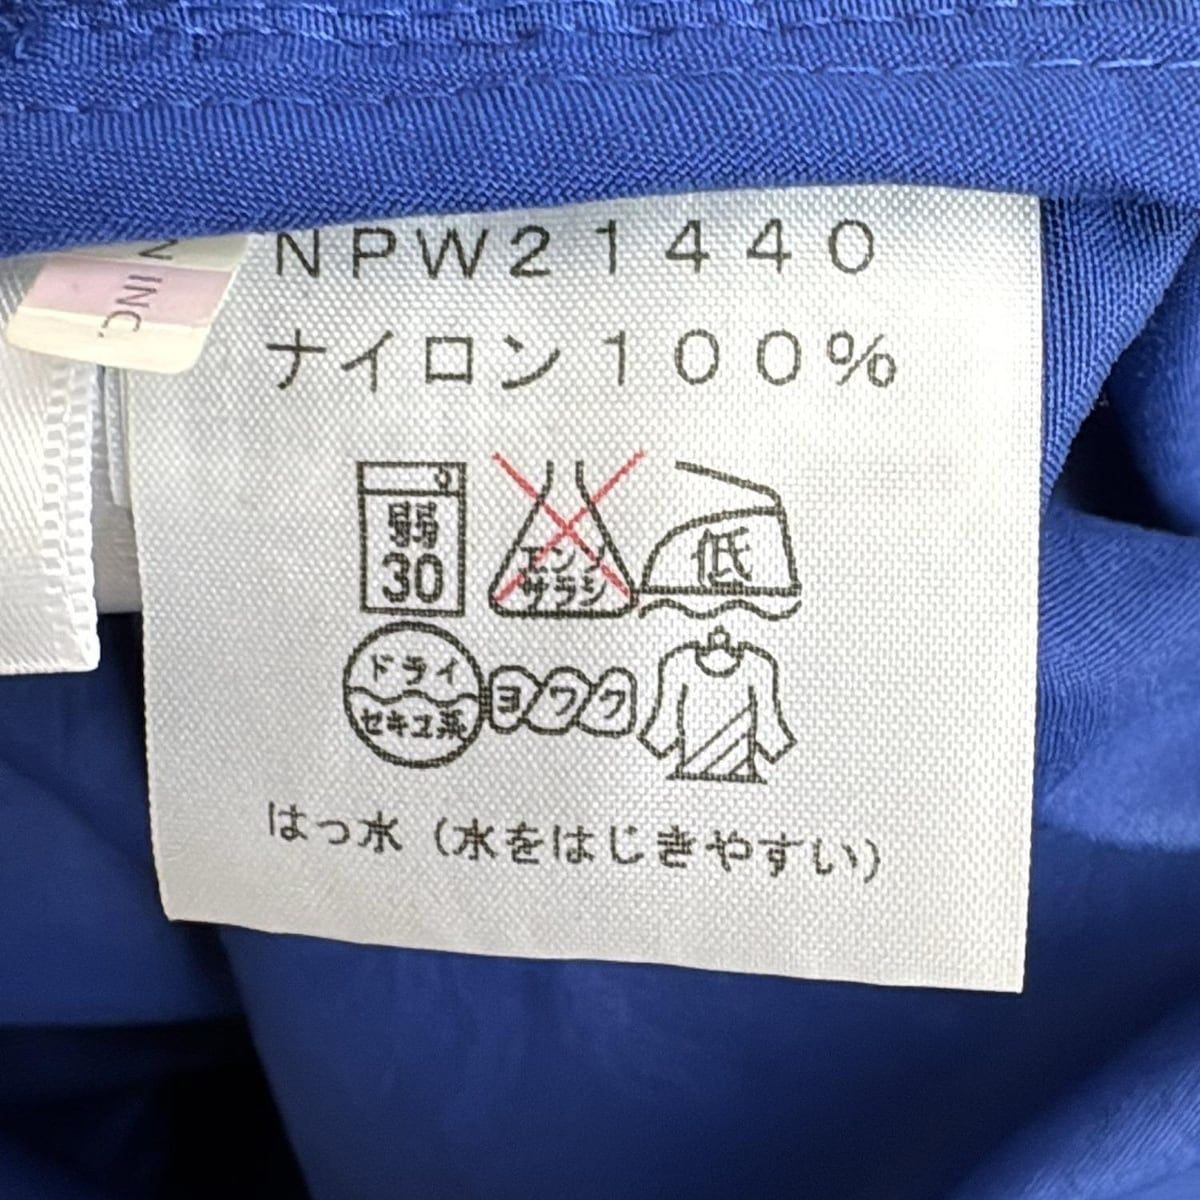 NPW21440
N INC.
ナイロン100%
弱
30
エンソ
サラシ
低
ドライ
セキユ系
ヨワク
はっ水（水をはじきやすい）